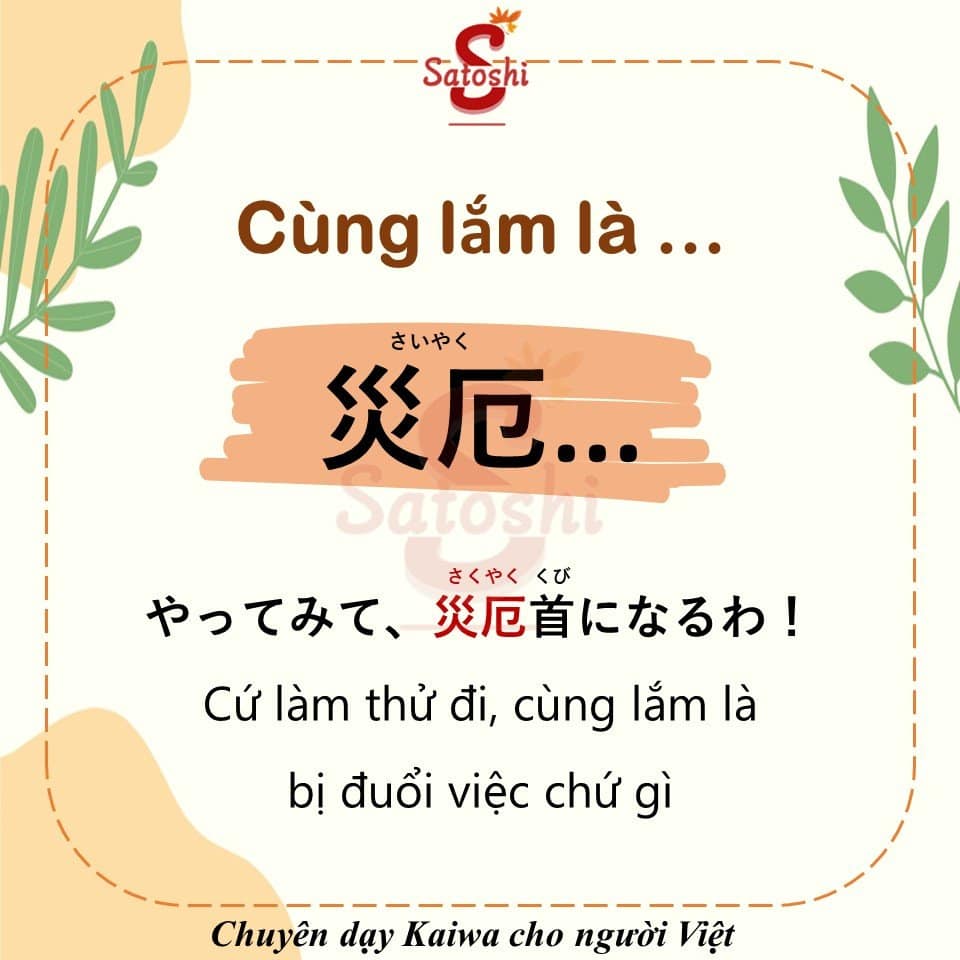 Satoshi
Cùng lắm là ...
さいやく
災厄...
Satoshi
さくやく くび
やってみて、災厄首になるわ！
Cứ làm thử đi, cùng lắm là
bị đuổi việc chứ gì
Chuyên dạy Kaiwa cho người Việt